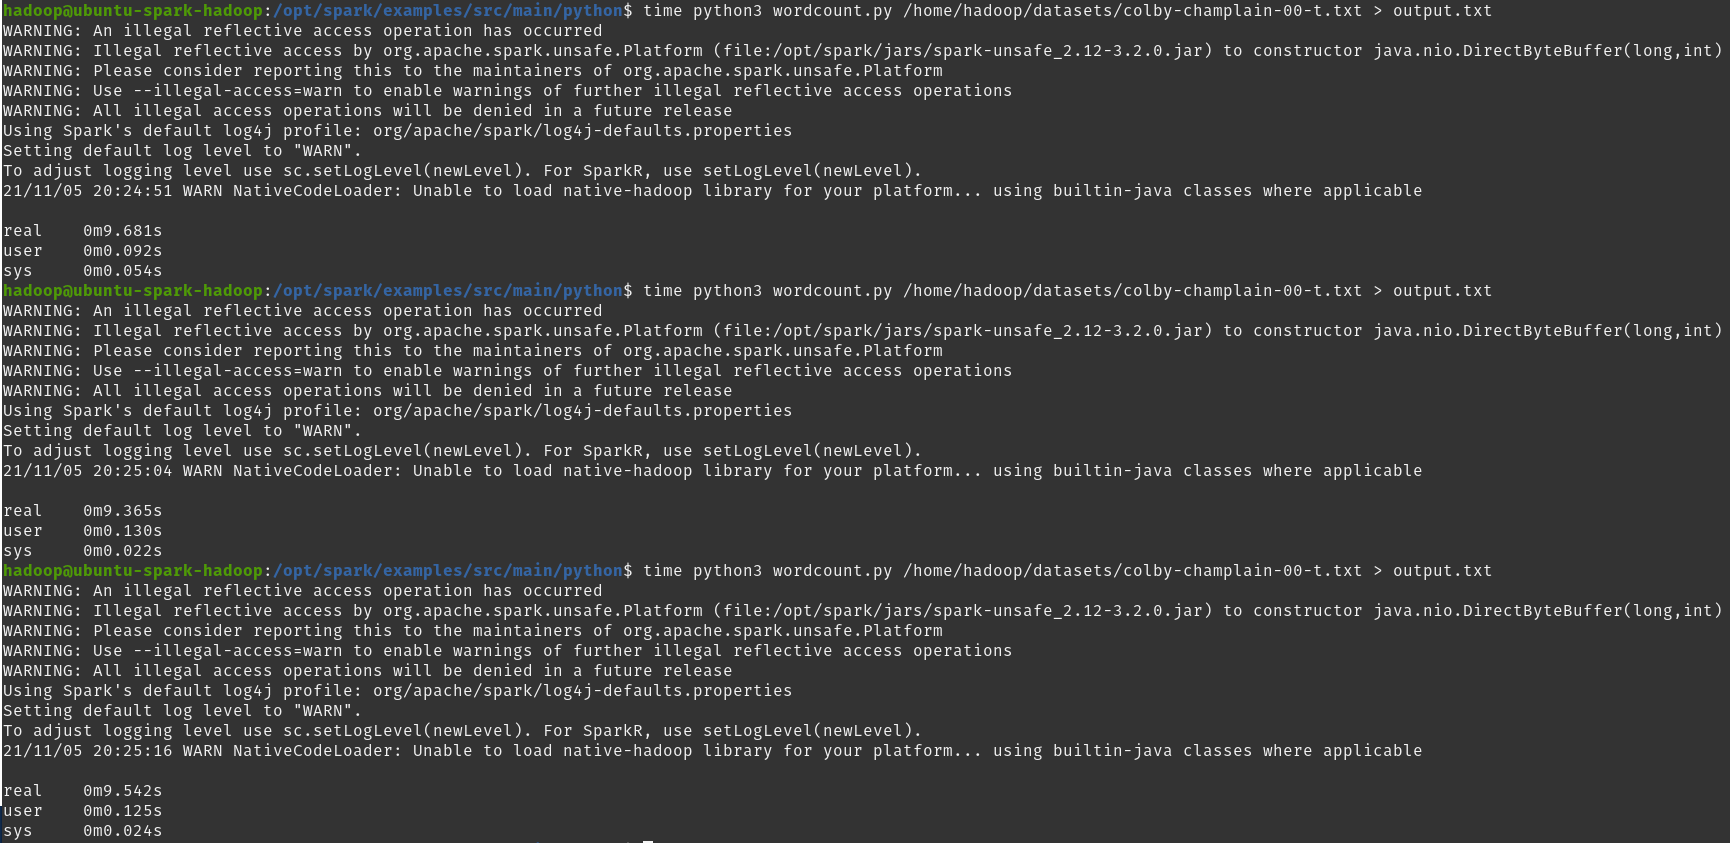 hadoop@ubuntu-spark-hadoop:/opt/spark/examples/src/main/python$ time python3 wordcount.py /home/hadoop/datasets/colby-champlain-00-t.txt > output.txt
WARNING: An illegal reflective access operation has occurred
WARNING: Illegal reflective access by org.apache.spark.unsafe.Platform (file:/opt/spark/jars/spark-unsafe_2.12-3.2.0.jar) to constructor java.nio.DirectByteBuffer(long,int)
WARNING: Please consider reporting this to the maintainers of org.apache.spark.unsafe.Platform
WARNING: Use --illegal-access=warn to enable warnings of further illegal reflective access operations
WARNING: All illegal access operations will be denied in a future release
Using Spark's default log4j profile: org/apache/spark/log4j-defaults.properties
Setting default log level to "WARN".
To adjust logging level use sc.setLogLevel(newLevel). For SparkR, use setLogLevel(newLevel).
21/11/05 20:24:51 WARN NativeCodeLoader: Unable to load native-hadoop library for your platform... using builtin-java classes where applicable

real    0m9.681s
user    0m0.092s
sys     0m0.054s
hadoop@ubuntu-spark-hadoop:/opt/spark/examples/src/main/python$ time python3 wordcount.py /home/hadoop/datasets/colby-champlain-00-t.txt > output.txt
WARNING: An illegal reflective access operation has occurred
WARNING: Illegal reflective access by org.apache.spark.unsafe.Platform (file:/opt/spark/jars/spark-unsafe_2.12-3.2.0.jar) to constructor java.nio.DirectByteBuffer(long,int)
WARNING: Please consider reporting this to the maintainers of org.apache.spark.unsafe.Platform
WARNING: Use --illegal-access=warn to enable warnings of further illegal reflective access operations
WARNING: All illegal access operations will be denied in a future release
Using Spark's default log4j profile: org/apache/spark/log4j-defaults.properties
Setting default log level to "WARN".
To adjust logging level use sc.setLogLevel(newLevel). For SparkR, use setLogLevel(newLevel).
21/11/05 20:25:04 WARN NativeCodeLoader: Unable to load native-hadoop library for your platform... using builtin-java classes where applicable

real    0m9.365s
user    0m0.130s
sys     0m0.022s
hadoop@ubuntu-spark-hadoop:/opt/spark/examples/src/main/python$ time python3 wordcount.py /home/hadoop/datasets/colby-champlain-00-t.txt > output.txt
WARNING: An illegal reflective access operation has occurred
WARNING: Illegal reflective access by org.apache.spark.unsafe.Platform (file:/opt/spark/jars/spark-unsafe_2.12-3.2.0.jar) to constructor java.nio.DirectByteBuffer(long,int)
WARNING: Please consider reporting this to the maintainers of org.apache.spark.unsafe.Platform
WARNING: Use --illegal-access=warn to enable warnings of further illegal reflective access operations
WARNING: All illegal access operations will be denied in a future release
Using Spark's default log4j profile: org/apache/spark/log4j-defaults.properties
Setting default log level to "WARN".
To adjust logging level use sc.setLogLevel(newLevel). For SparkR, use setLogLevel(newLevel).
21/11/05 20:25:16 WARN NativeCodeLoader: Unable to load native-hadoop library for your platform... using builtin-java classes where applicable

real    0m9.542s
user    0m0.125s
sys     0m0.024s